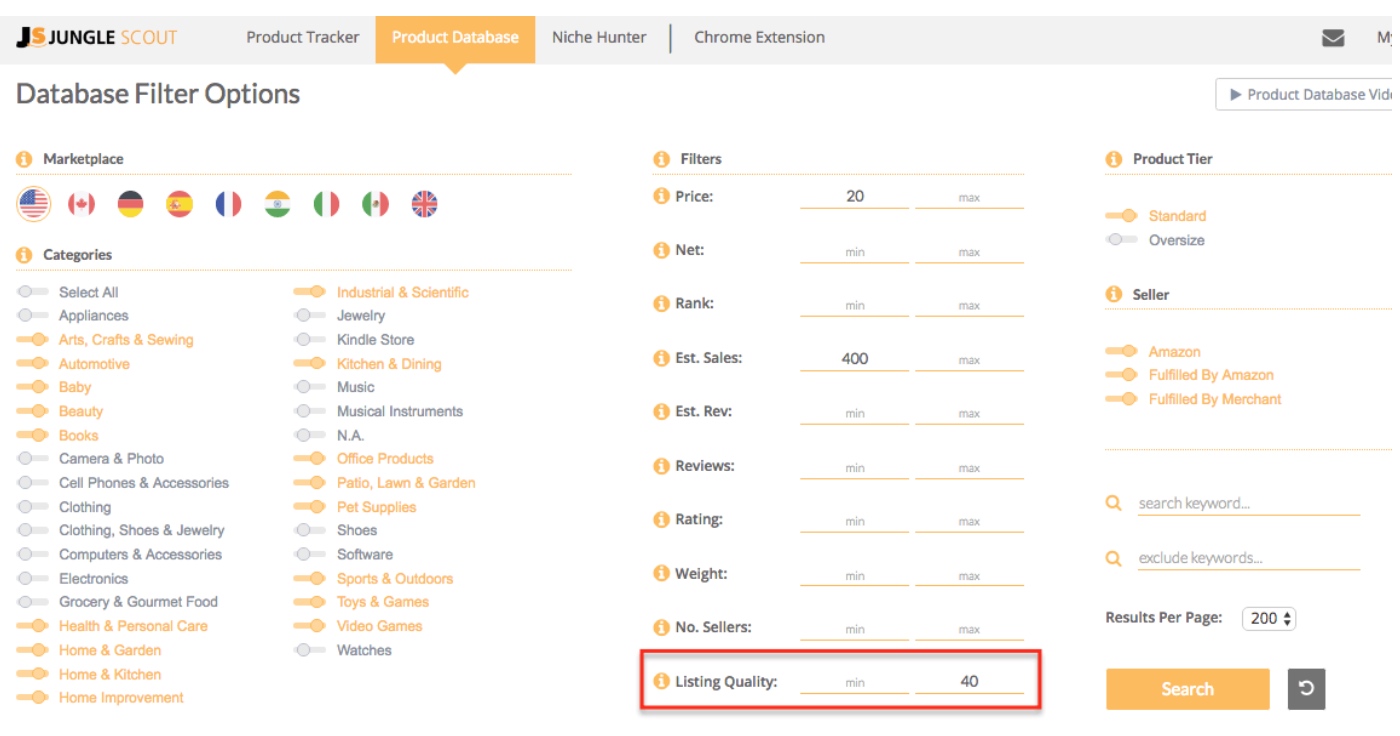 JS JUNGLE SCOUT Product Tracker Product Database Niche Hunter Chrome Extension
Database Filter Options
Product Database
Marketplace
Categories
Select All
Appliances
Arts, Crafts & Sewing
Automotive
Baby
Beauty
Books
Camera & Photo
Cell Phones & Accessories
Clothing
Clothing, Shoes & Jewelry
Computers & Accessories
Electronics
Grocery & Gourmet Food
Health & Personal Care
Home & Garden
Home & Kitchen
Home Improvement
Industrial & Scientific
Jewelry
Kindle Store
Kitchen & Dining
Music
Musical Instruments
N.A.
Office Products
Patio, Lawn & Garden
Pet Supplies
Shoes
Software
Sports & Outdoors
Toys & Games
Video Games
Watches
Filters
Price: 20 max
Net: min max
Rank: min max
Est. Sales: 400 max
Est. Rev: min max
Reviews: min max
Rating: min max
Weight: min max
No. Sellers: min max
Listing Quality: min 40
Product Tier
Standard
Oversize
Seller
Amazon
Fulfilled By Amazon
Fulfilled By Merchant
search keyword...
exclude keywords...
Results Per Page: 200
Search